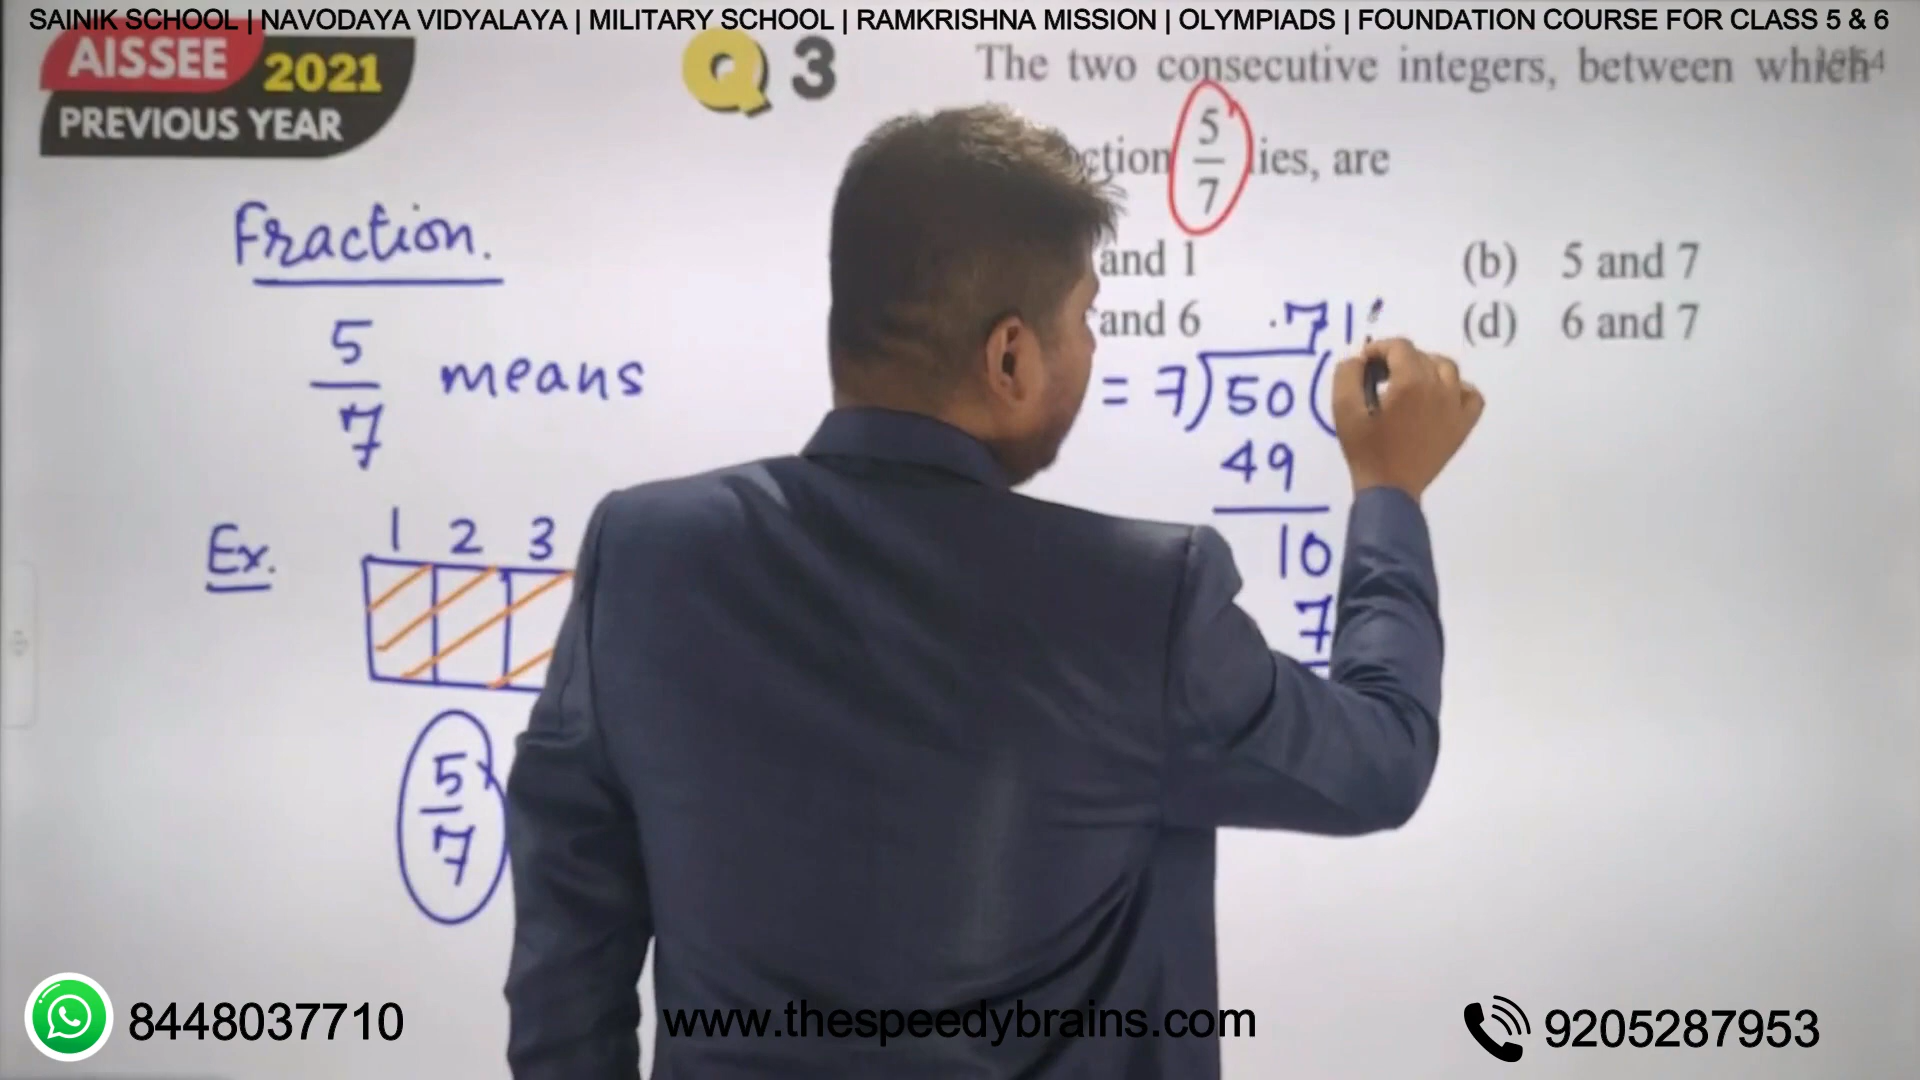 SAINIK SCHOOL | NAVODAYA VIDYALAYA | MILITARY SCHOOL | RAMKRISHNA MISSION | OLYMPIADS | FOUNDATION COURSE FOR CLASS 5 & 6
AISSEE 2021
PREVIOUS YEAR
Q 3
The two consecutive integers, between which
5/7 lies, are
and 1
(b) 5 and 7
and 6
(d) 6 and 7
Fraction.
5/7 means
Ex.
1 2 3
5/7
.71
= 7)50(
49
10
7
8448037710
www.thespeedybrains.com
9205287953